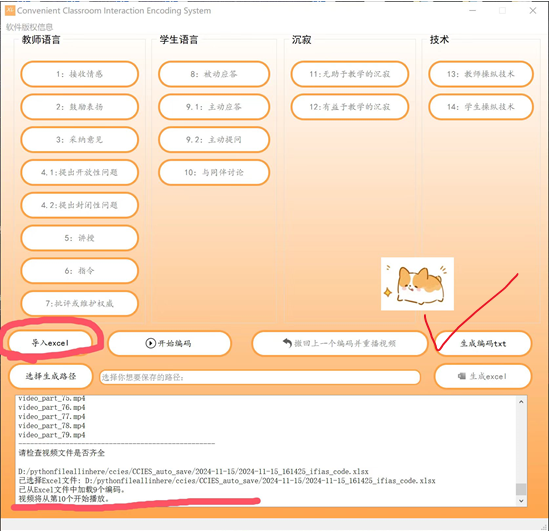 Convenient Classroom Interaction Encoding System
软件版权信息
教师语言
学生语言
沉寂
技术
1: 接收情感
8: 被动应答
11:无助于教学的沉寂
13: 教师操纵技术
2: 鼓励表扬
9.1: 主动应答
12:有益于教学的沉寂
14: 学生操纵技术
3: 采纳意见
9.2: 主动提问
4.1:提出开放性问题
10: 与同伴讨论
4.2:提出封闭性问题
5: 讲授
6: 指令
7:批评或维护权威
导入excel
开始编码
撤回上一个编码并重播视频
生成编码txt
选择生成路径
选择你想要保存的路径:
生成excel
video_part_75.mp4
video_part_76.mp4
video_part_77.mp4
video_part_78.mp4
video_part_79.mp4
请检查视频文件是否齐全
D:/pythonfileallinhere/ccies/CCIES_auto_save/2024-11-15/2024-11-15_161425_ifias_code.xlsx
已选择Excel文件: D:/pythonfileallinhere/ccies/CCIES_auto_save/2024-11-15/2024-11-15_161425_ifias_code.xlsx
已从Excel文件中加载9个编码。
视频将从第10个开始播放。